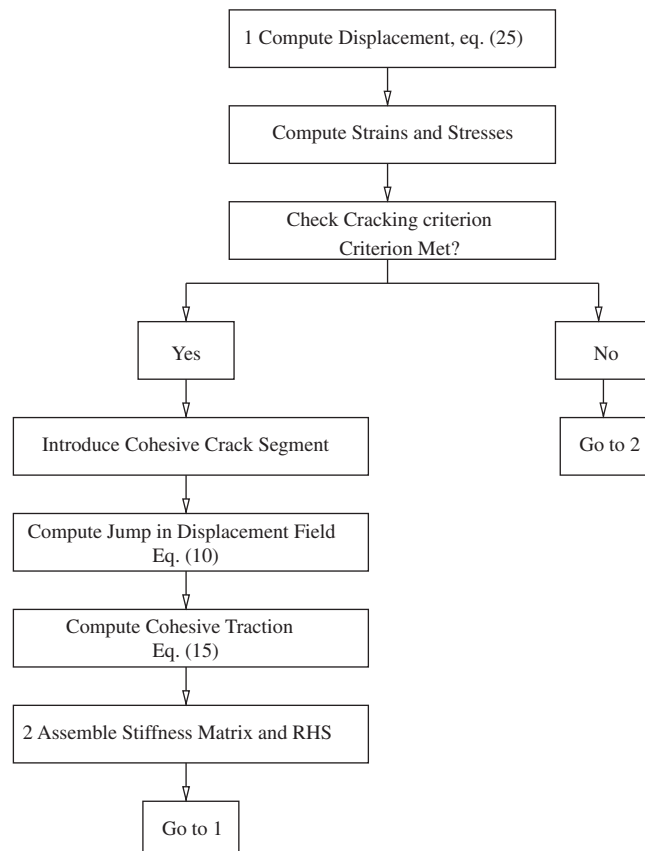 1 Compute Displacement, eq. (25)
Compute Strains and Stresses
Check Cracking criterion
Criterion Met?
Yes
No
Introduce Cohesive Crack Segment
Go to 2
Compute Jump in Displacement Field
Eq. (10)
Compute Cohesive Traction
Eq. (15)
2 Assemble Stiffness Matrix and RHS
Go to 1